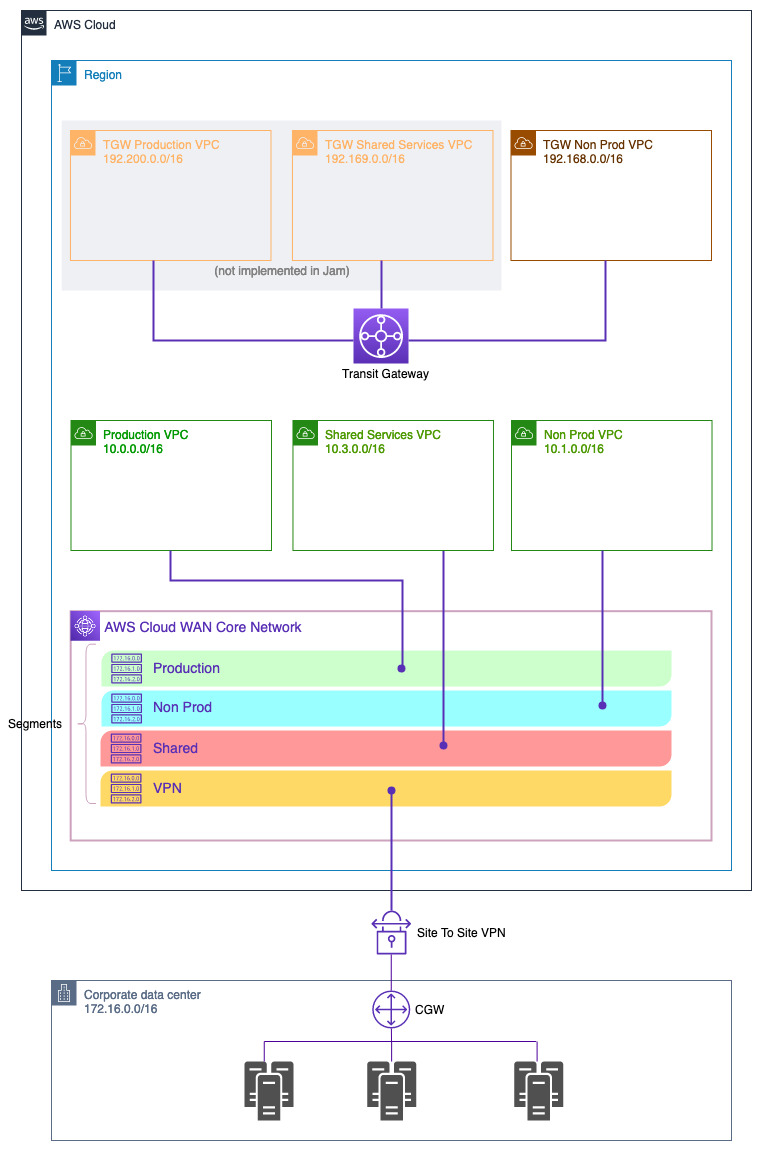 aws
AWS Cloud
Region
TGW Production VPC
192.200.0.0/16
TGW Shared Services VPC
192.169.0.0/16
TGW Non Prod VPC
192.168.0.0/16
(not implemented in Jam)
Transit Gateway
Production VPC
10.0.0.0/16
Shared Services VPC
10.3.0.0/16
Non Prod VPC
10.1.0.0/16
AWS Cloud WAN Core Network
Segments
172.16.0.0
172.16.1.0
172.16.2.0
Production
172.16.0.0
172.16.1.0
172.16.2.0
Non Prod
172.16.0.0
172.16.1.0
172.16.2.0
Shared
172.16.0.0
172.16.1.0
172.16.2.0
VPN
Site To Site VPN
Corporate data center
172.16.0.0/16
CGW